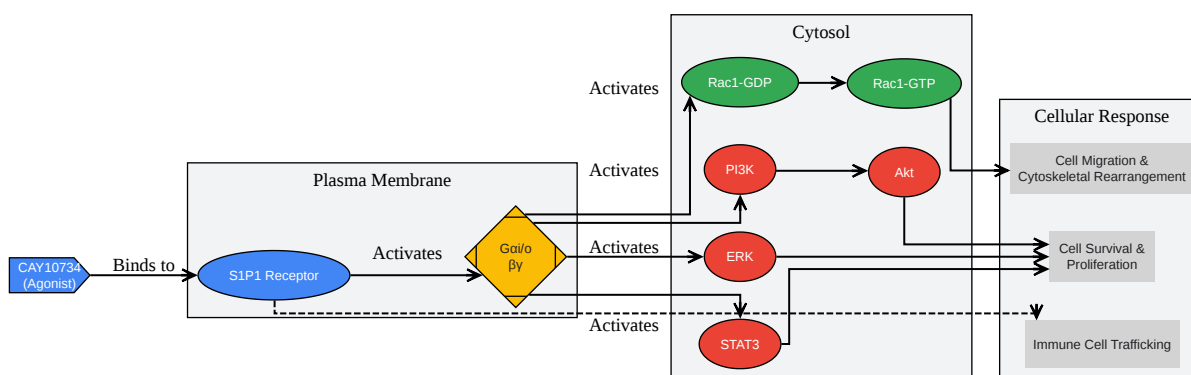 Cytosol
Activates
Rac1-GDP
Rac1-GTP
Cellular Response
Cell Migration &
Cytoskeletal Rearrangement
Plasma Membrane
Activates
PI3K
Akt
CAY10734
(Agonist)
Binds to
S1P1 Receptor
Activates
Gαi/o
βγ
Activates
ERK
Cell Survival &
Proliferation
Activates
STAT3
Immune Cell Trafficking